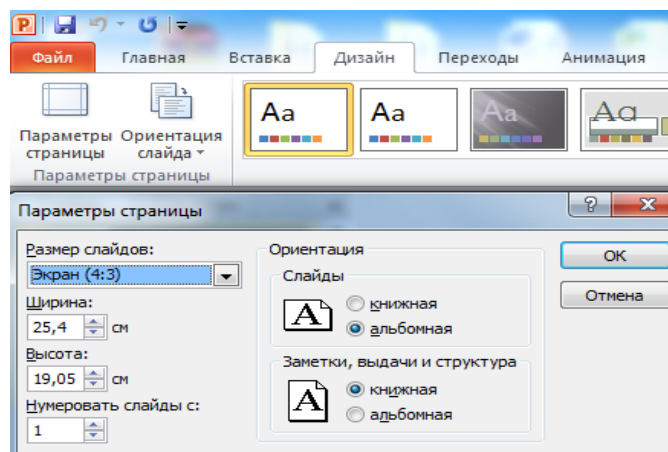 Файл Главная Вставка Дизайн Переходы Анимация
Параметры страницы
Ориентация слайда
Aa Aa Aa Aa
Параметры страницы
Параметры страницы
Размер слайдов:
Экран (4:3)
Ширина:
25,4 см
Высота:
19,05 см
Нумеровать слайды с:
1
Ориентация
Слайды
A
книжная
альбомная
Заметки, выдачи и структура
A
книжная
альбомная
ОК
Отмена